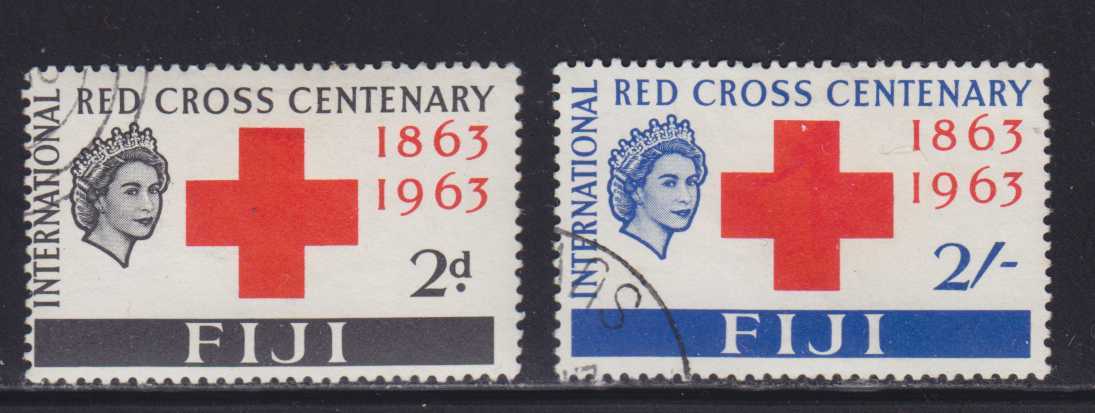 INTERNATIONAL
RED CROSS CENTENARY
1863
1963
2d.
FIJI
INTERNATIONAL
RED CROSS CENTENARY
1863
1963
2/-
FIJI